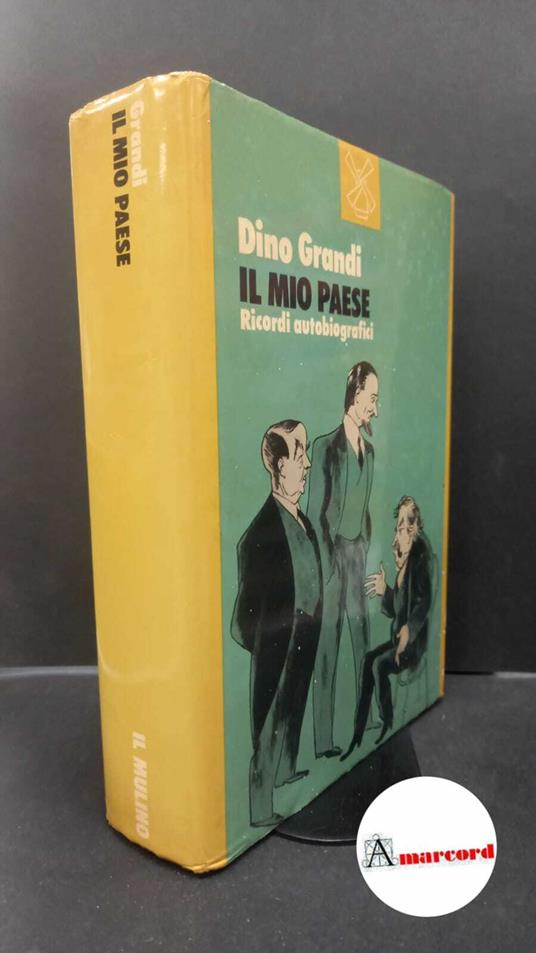 Grandi
IL MIO PAESE
IL MULINO
Dino Grandi
IL MIO PAESE
Ricordi autobiografici
Amarcord